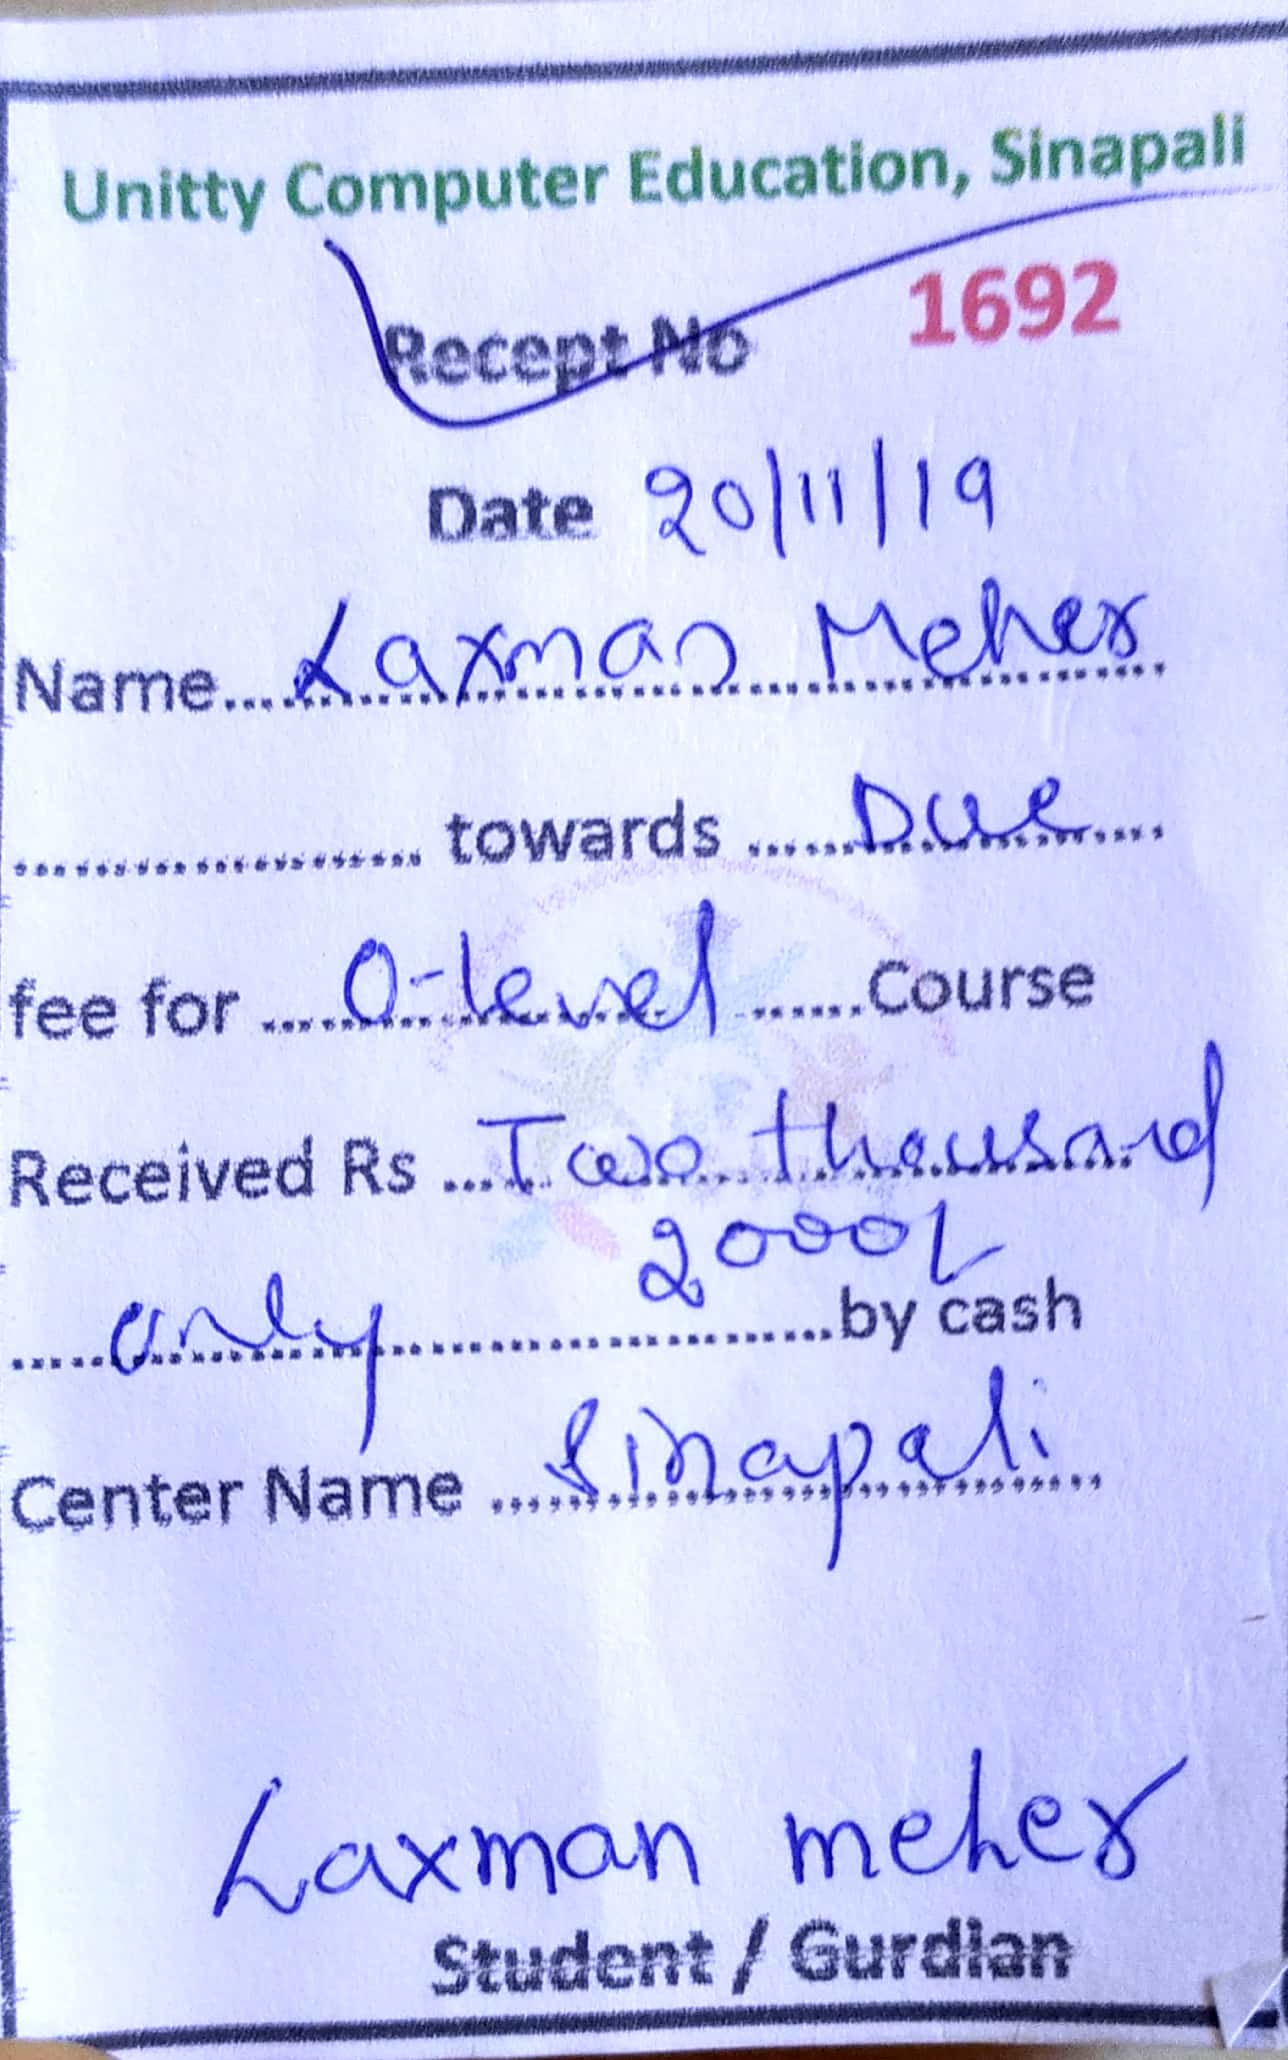 Unitty Computer Education, Sinapali
Recept No 1692
Date 20/11/19
Name.... Laxman Meher
.................... towards ..... Due ....
fee for .... O-level ......Course
Received Rs ... Two thousand
2000/-
..... only ......................by cash
Center Name ... Sinapali ...
Laxman meher
Student / Gurdian